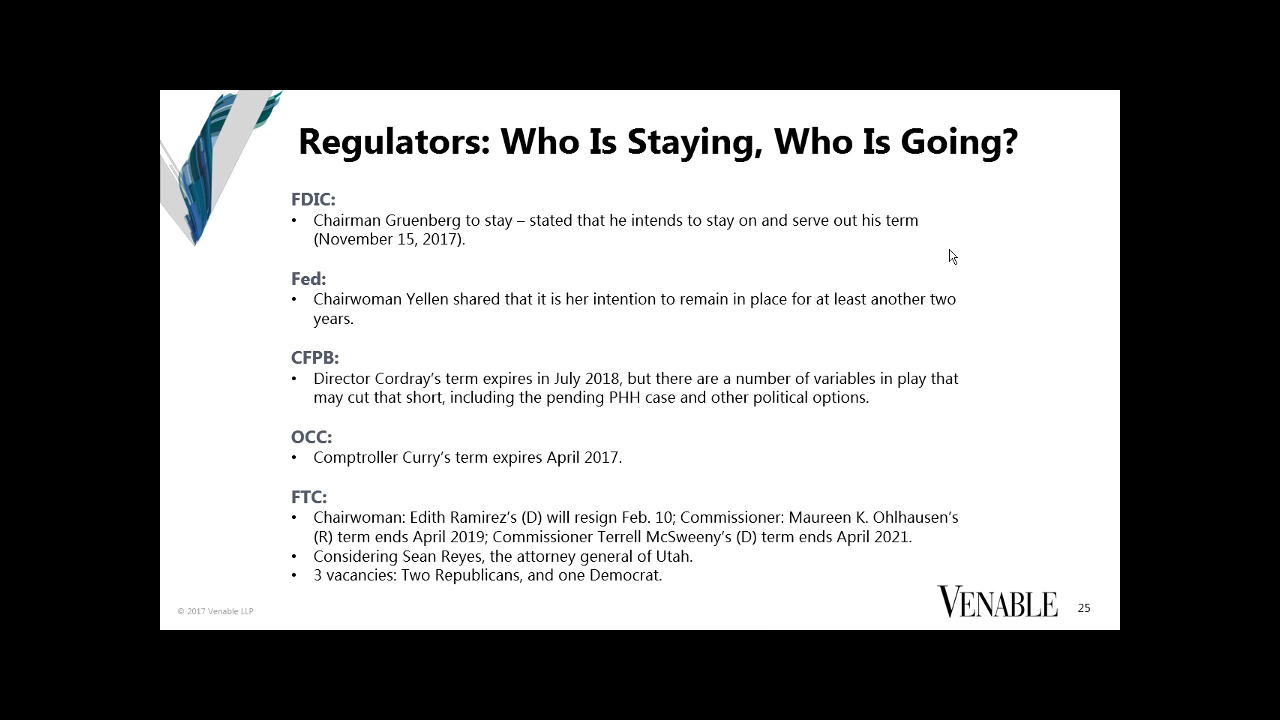 Regulators: Who Is Staying, Who Is Going?
FDIC:
• Chairman Gruenberg to stay – stated that he intends to stay on and serve out his term
(November 15, 2017).
Fed:
• Chairwoman Yellen shared that it is her intention to remain in place for at least another two
years.
CFPB:
• Director Cordray’s term expires in July 2018, but there are a number of variables in play that
may cut that short, including the pending PHH case and other political options.
OCC:
• Comptroller Curry’s term expires April 2017.
FTC:
• Chairwoman: Edith Ramirez’s (D) will resign Feb. 10; Commissioner: Maureen K. Ohlhausen’s
(R) term ends April 2019; Commissioner Terrell McSweeny’s (D) term ends April 2021.
• Considering Sean Reyes, the attorney general of Utah.
• 3 vacancies: Two Republicans, and one Democrat.
© 2017 Venable LLP
VENABLE
25